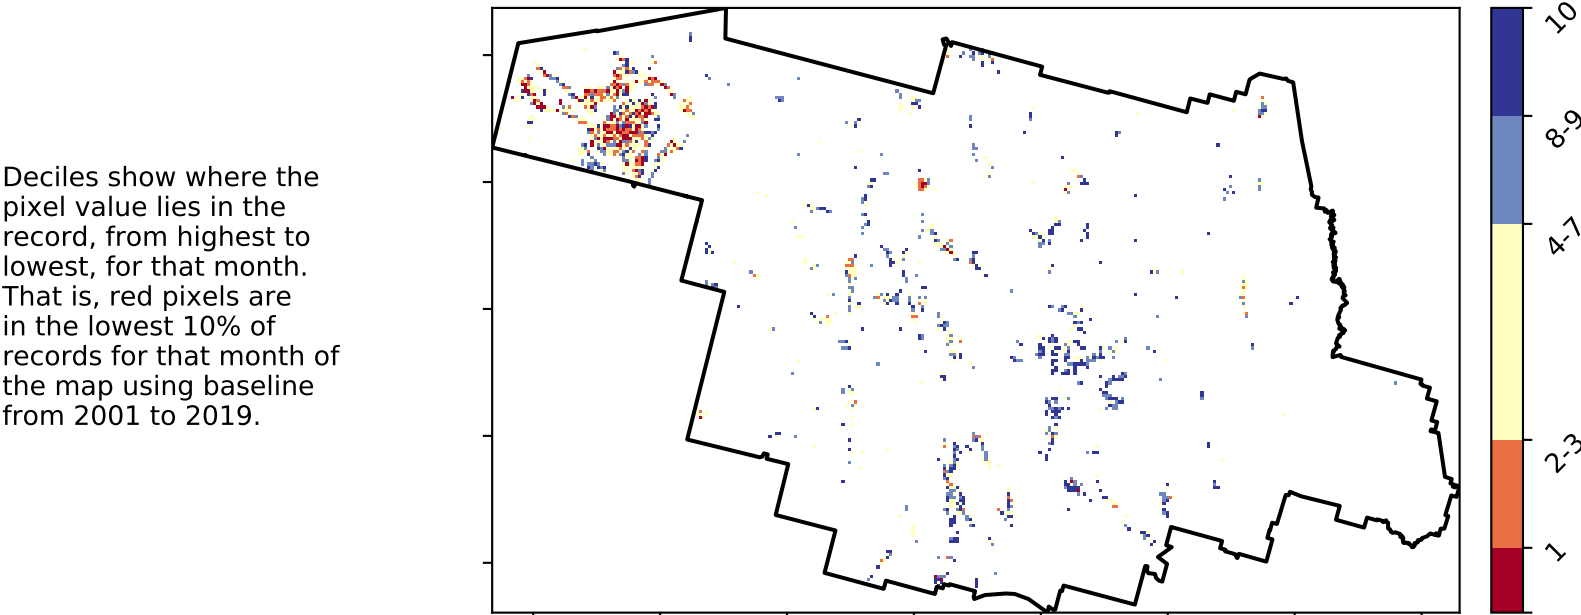 Deciles show where the
pixel value lies in the
record, from highest to
lowest, for that month.
That is, red pixels are
in the lowest 10% of
records for that month of
the map using baseline
from 2001 to 2019.
10
8-9
4-7
2-3
1